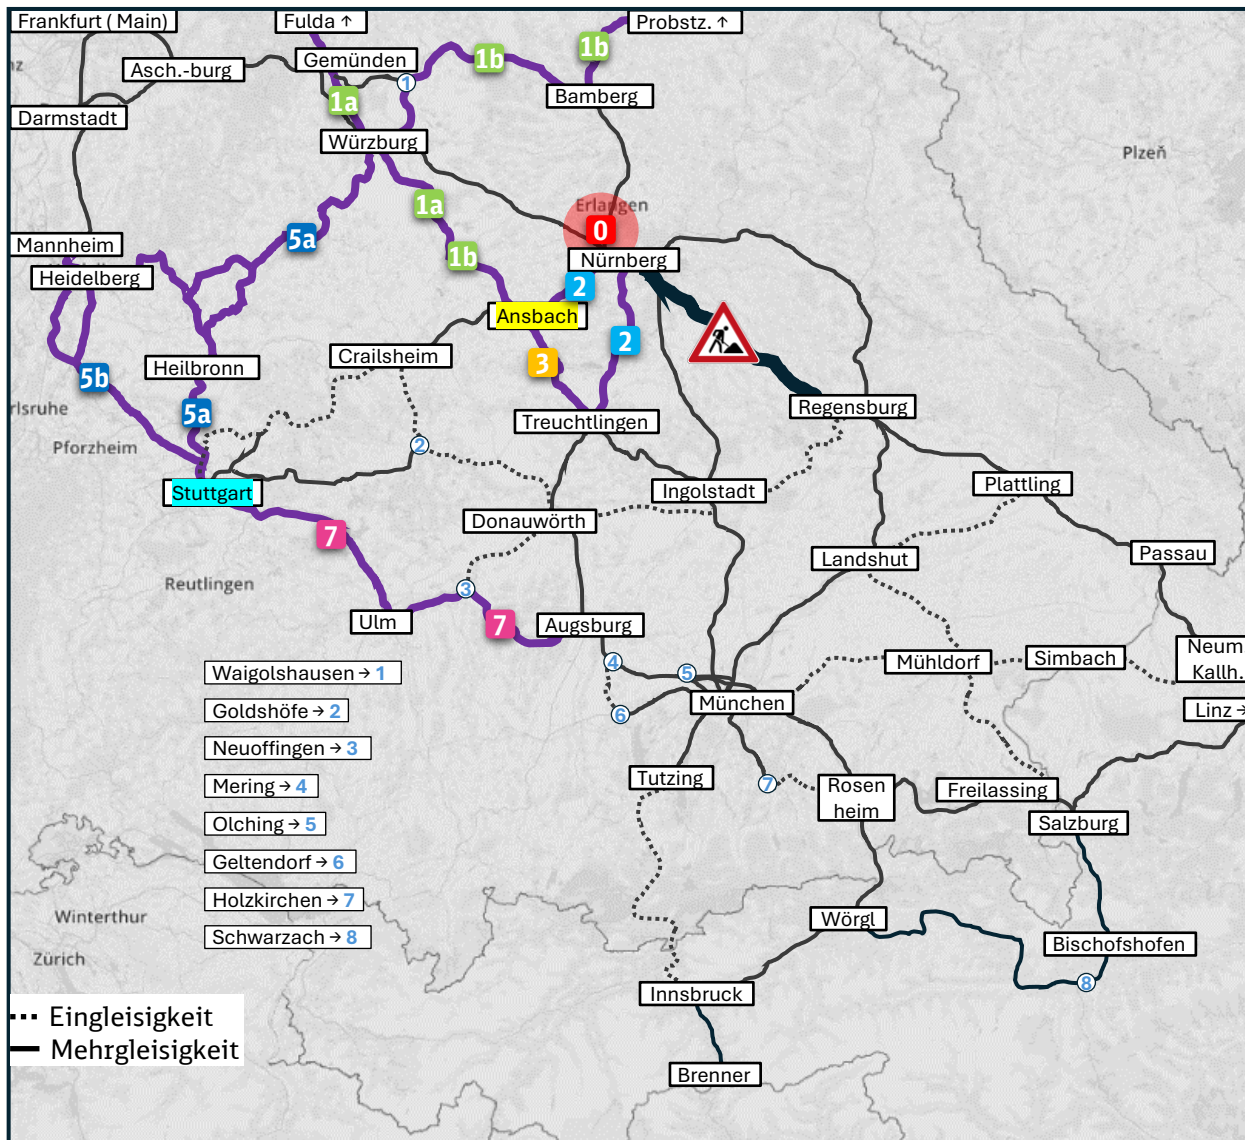 Frankfurt ( Main)
Fulda ↑
Probstz. ↑
Gemünden
Asch.-burg
1b
1b
1
Bamberg
1a
Darmstadt
Würzburg
Plzeň
1a
Erlangen
0
5a
Mannheim
1b
Nürnberg
Heidelberg
2
Ansbach
2
Crailsheim
3
Heilbronn
5b
Regensburg
5a
Treuchtlingen
Pforzheim
2
Stuttgart
Ingolstadt
Plattling
Donauwörth
7
Landshut
Passau
Reutlingen
3
Ulm
7
Augsburg
Neum.
Kallh.
Mühldorf
Simbach
4
5
München
Linz →
6
Waigolshausen → 1
Goldshöfe → 2
Neuoffingen → 3
Mering → 4
Olching → 5
Geltendorf → 6
Holzkirchen → 7
Schwarzach → 8
Tutzing
7
Rosen
heim
Freilassing
Salzburg
Winterthur
Wörgl
Zürich
Bischofshofen
8
Innsbruck
Eingleisigkeit
Mehrgleisigkeit
Brenner